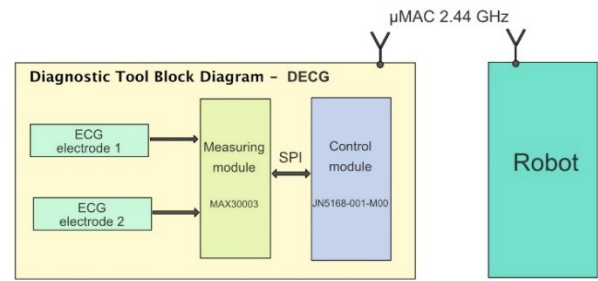 μMAC 2.44 GHz
Diagnostic Tool Block Diagram - DECG
ECG
electrode 1
ECG
electrode 2
Measuring
module
MAX30003
SPI
Control
module
JN5168-001-M00
Robot